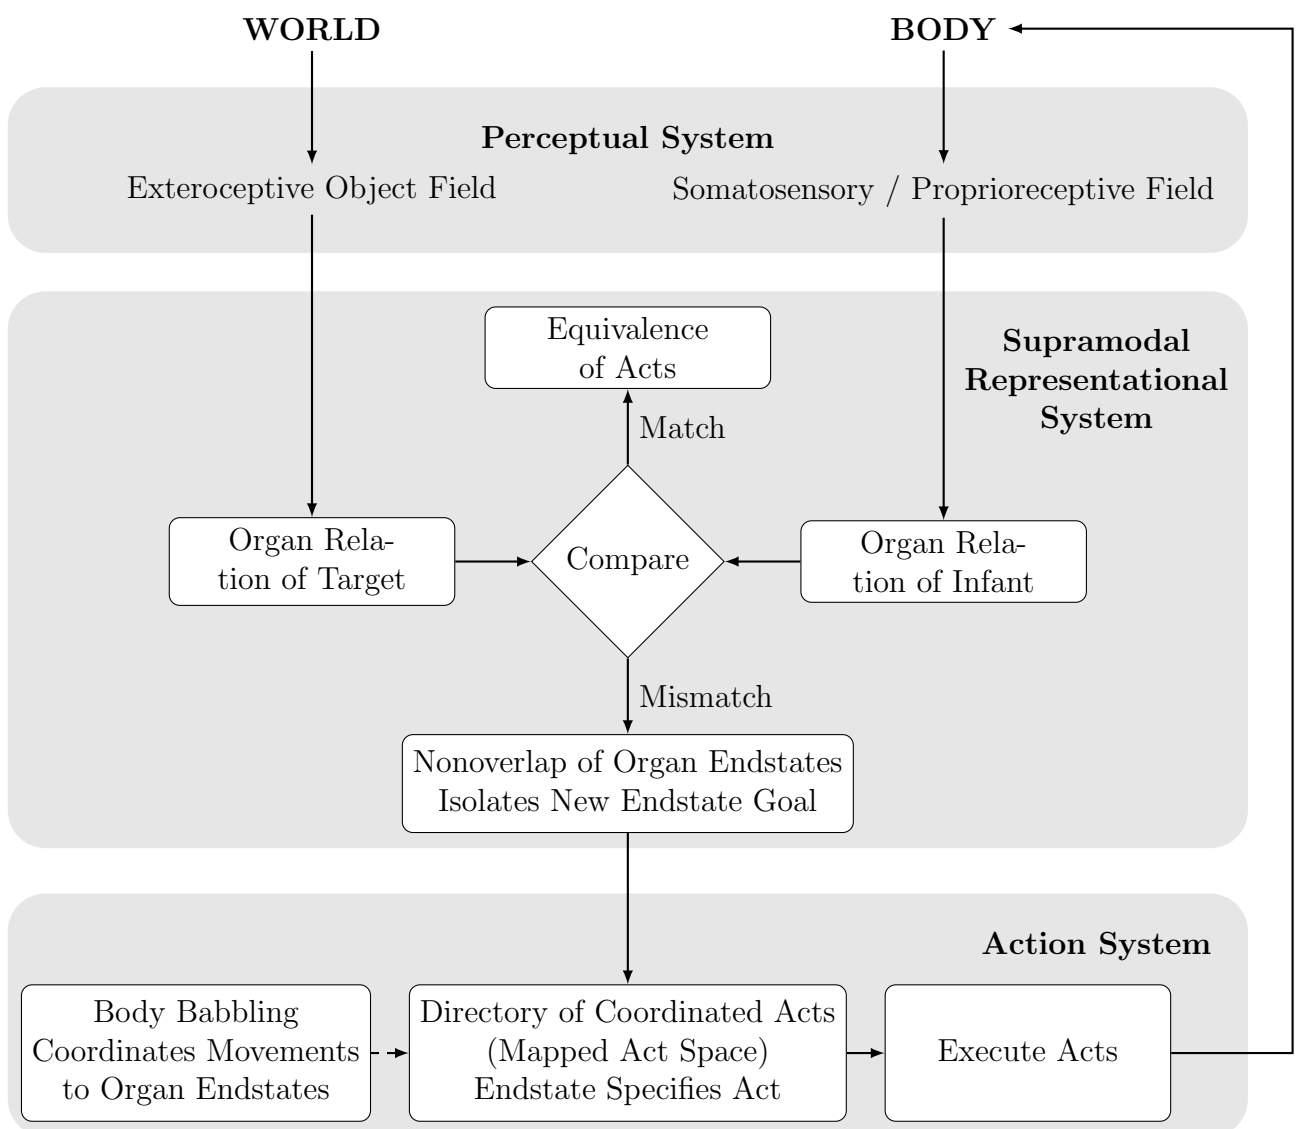 WORLD
BODY
Perceptual System
Exteroceptive Object Field
Somatosensory / Proprioreceptive Field
Equivalence
of Acts
Supramodal
Representational
System
Match
Organ Rela-
tion of Target
Compare
Organ Rela-
tion of Infant
Mismatch
Nonoverlap of Organ Endstates
Isolates New Endstate Goal
Action System
Body Babbling
Coordinates Movements
to Organ Endstates
Directory of Coordinated Acts
(Mapped Act Space)
Endstate Specifies Act
Execute Acts